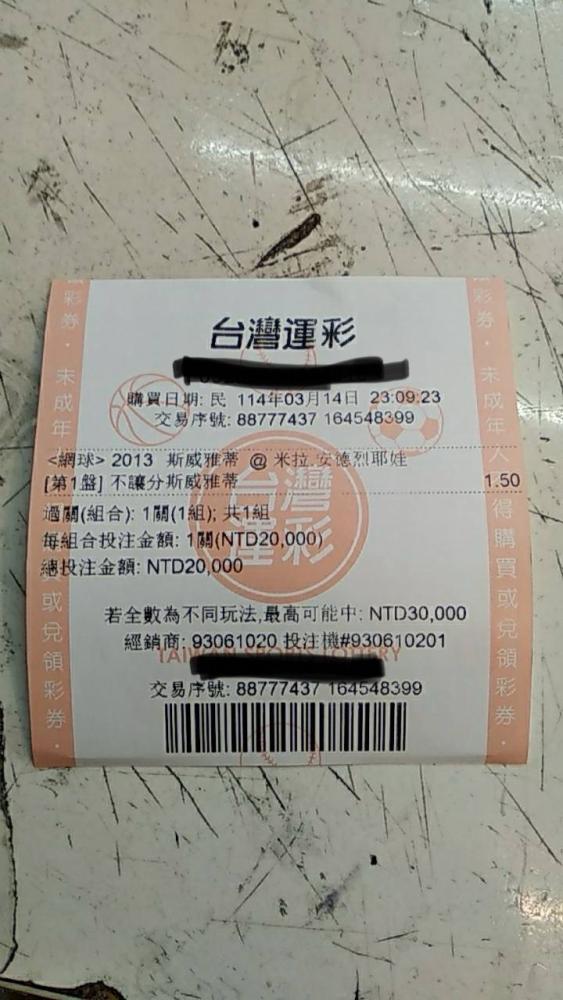 台灣運彩
購買日期: 民 114年03月14日 23:09:23
交易序號: 88777437 164548399
<網球> 2013 斯威雅蒂 @ 米拉.安德烈耶娃
[第1盤] 不讓分斯威雅蒂 1.50
過關(組合): 1關(1組); 共1組
每組合投注金額: 1關(NTD20,000)
總投注金額: NTD20,000
台灣運彩
若全數為不同玩法,最高可能中: NTD30,000
經銷商: 93061020 投注機#930610201
TAIWAN SPORTS LOTTERY
交易序號: 88777437 164548399
彩券・未成年
或兌領彩券・
彩券・未成年人
得購買或兌領彩券・